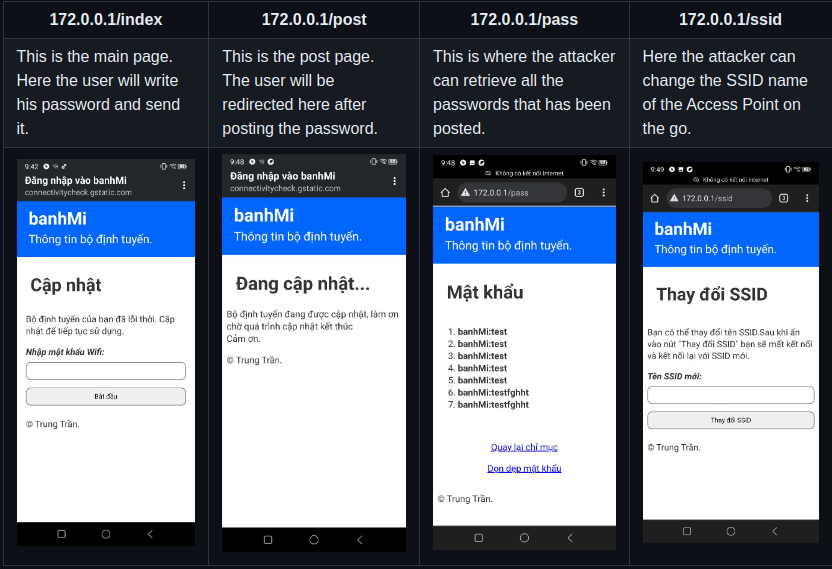 172.0.0.1/index
This is the main page.
Here the user will write
his password and send
it.
172.0.0.1/post
This is the post page.
The user will be
redirected here after
posting the password.
172.0.0.1/pass
This is where the attacker
can retrieve all the
passwords that has been
posted.
172.0.0.1/ssid
Here the attacker can
change the SSID name
of the Access Point on
the go.
9:42
Đăng nhập vào banhMi
connectivitycheck.gstatic.com
banhMi
Thông tin bộ định tuyến.
Cập nhật
Bộ định tuyến của bạn đã lỗi thời. Cập
nhật để tiếp tục sử dụng.
Nhập mật khẩu Wifi:
Bắt đầu
© Trung Trần.
9:48
Đăng nhập vào banhMi
connectivitycheck.gstatic.com
banhMi
Thông tin bộ định tuyến.
Đang cập nhật...
Bộ định tuyến đang được cập nhật, làm ơn
chờ quá trình cập nhật kết thúc
Cảm ơn.
© Trung Trần.
9:48
Không có kết nối Internet
172.0.0.1/pass
3
banhMi
Thông tin bộ định tuyến.
Mật khẩu
1. banhMi:test
2. banhMi:test
3. banhMi:test
4. banhMi:test
5. banhMi:test
6. banhMi:testfghht
7. banhMi:testfghht
Quay lại chỉ mục
Dọn dẹp mật khẩu
© Trung Trần.
9:49
Không có kết nối Internet
172.0.0.1/ssid
3
banhMi
Thông tin bộ định tuyến.
Thay đổi SSID
Bạn có thể thay đổi tên SSID.Sau khi ấn
vào nút "Thay đổi SSID" bạn sẽ mất kết nối
và kết nối lại với SSID mới.
Tên SSID mới:
Thay đổi SSID
© Trung Trần.